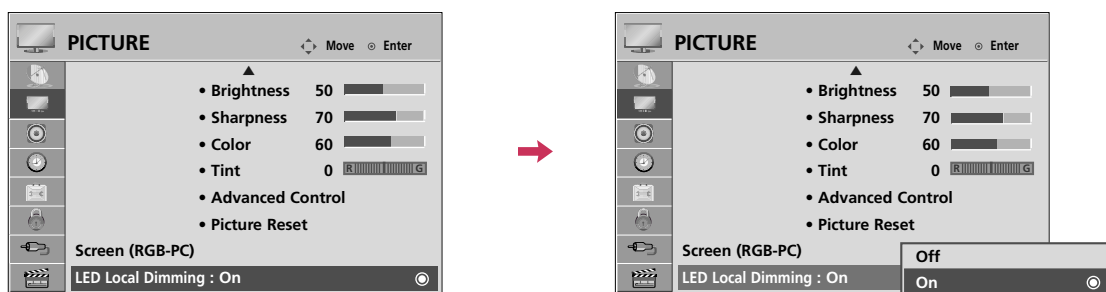 PICTURE Move Enter
• Brightness 50
• Sharpness 70
• Color 60
• Tint 0 R G
• Advanced Control
• Picture Reset
Screen (RGB-PC)
LED Local Dimming : On
PICTURE Move Enter
• Brightness 50
• Sharpness 70
• Color 60
• Tint 0 R G
• Advanced Control
• Picture Reset
Screen (RGB-PC)
LED Local Dimming : On
Off
On